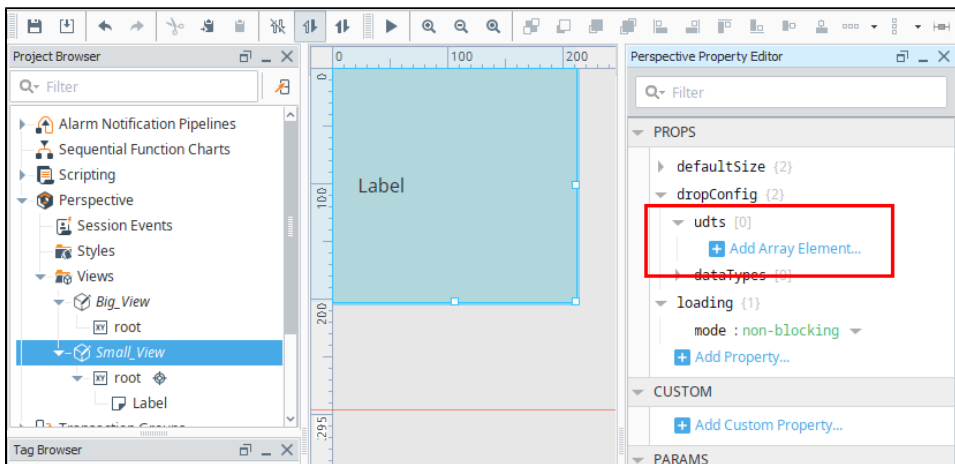 Project Browser
Filter
Alarm Notification Pipelines
Sequential Function Charts
Scripting
Perspective
Session Events
Styles
Views
Big_View
root
Small_View
root
Label
Transaction Groups
Tag Browser
0 100 200
0
100
200
295
Label
Perspective Property Editor
Filter
PROPS
defaultSize {2}
dropConfig {2}
udts [0]
Add Array Element...
dataTypes [0]
loading {1}
mode : non-blocking
Add Property...
CUSTOM
Add Custom Property...
PARAMS